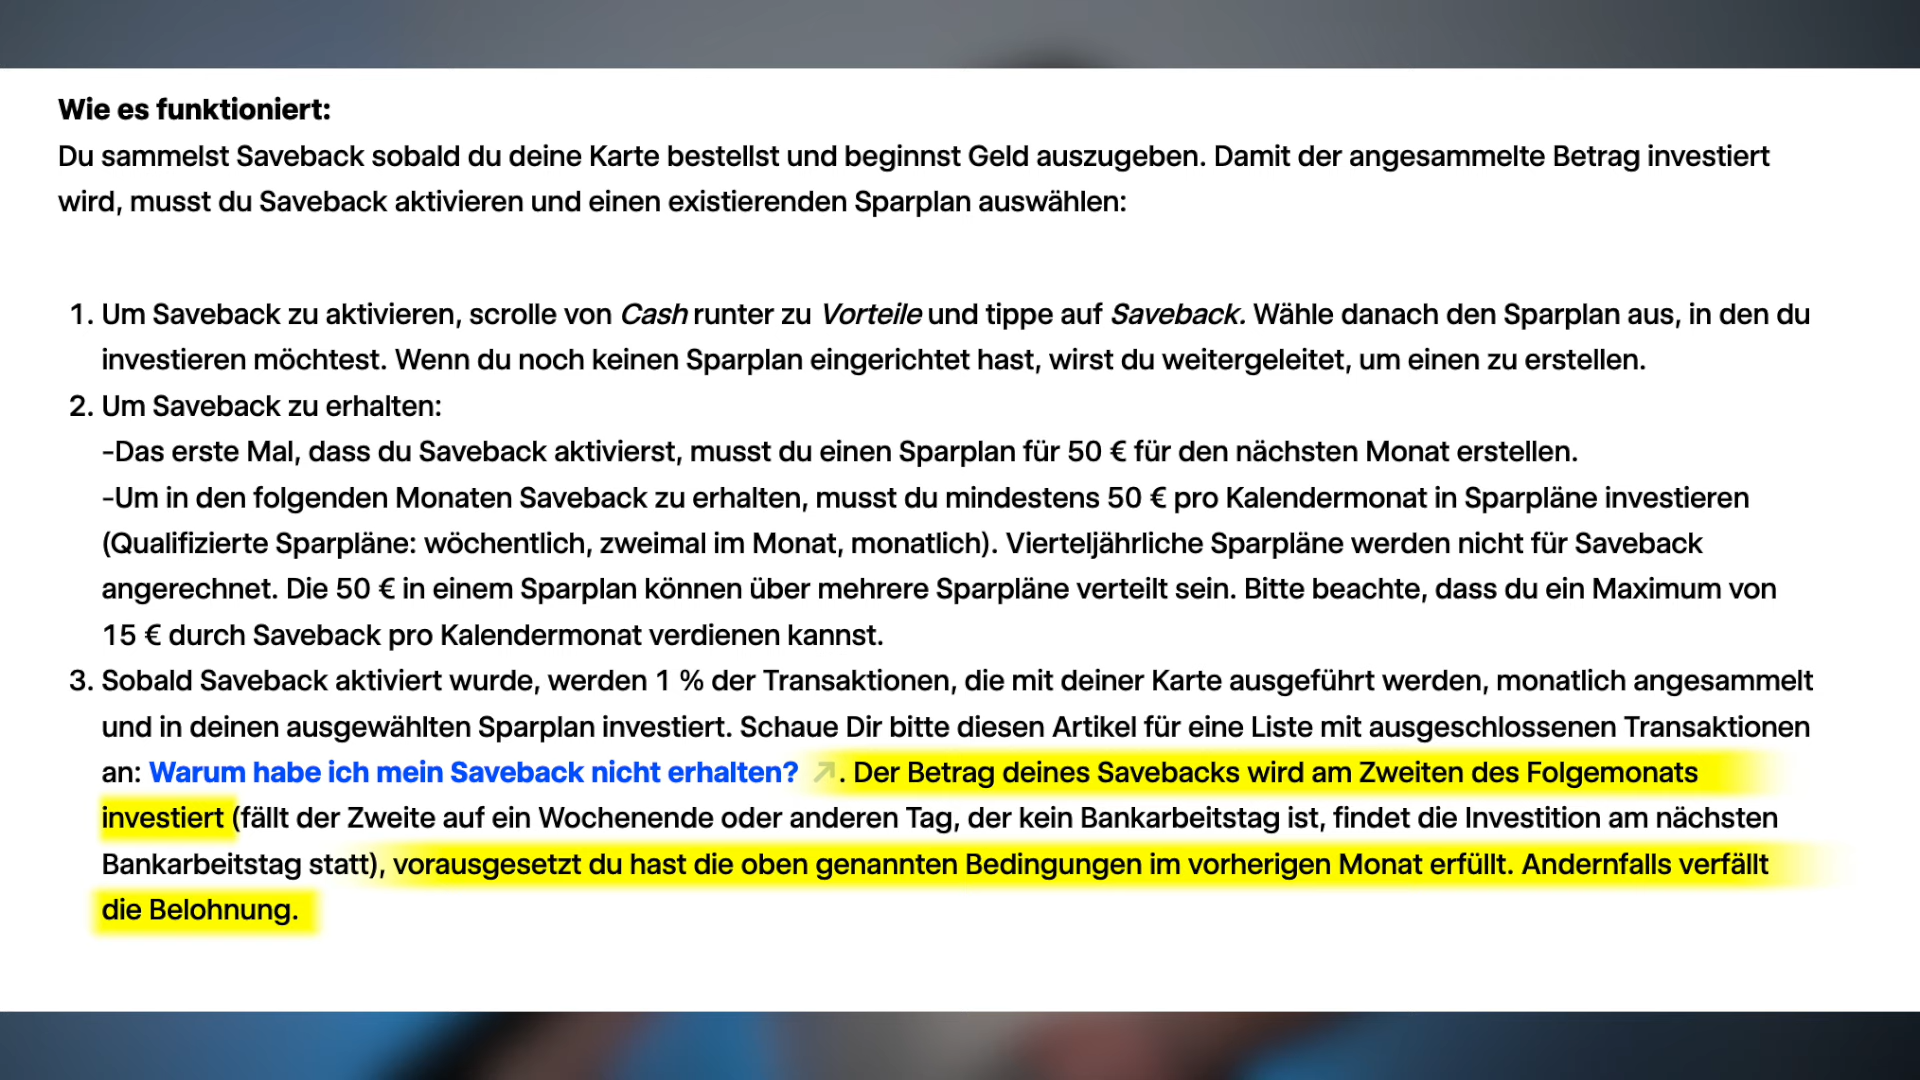 Wie es funktioniert:
Du sammelst Saveback sobald du deine Karte bestellst und beginnst Geld auszugeben. Damit der angesammelte Betrag investiert
wird, musst du Saveback aktivieren und einen existierenden Sparplan auswählen:
1. Um Saveback zu aktivieren, scrolle von Cash runter zu Vorteile und tippe auf Saveback. Wähle danach den Sparplan aus, in den du
investieren möchtest. Wenn du noch keinen Sparplan eingerichtet hast, wirst du weitergeleitet, um einen zu erstellen.
2. Um Saveback zu erhalten:
-Das erste Mal, dass du Saveback aktivierst, musst du einen Sparplan für 50 € für den nächsten Monat erstellen.
-Um in den folgenden Monaten Saveback zu erhalten, musst du mindestens 50 € pro Kalendermonat in Sparpläne investieren
(Qualifizierte Sparpläne: wöchentlich, zweimal im Monat, monatlich). Vierteljährliche Sparpläne werden nicht für Saveback
angerechnet. Die 50 € in einem Sparplan können über mehrere Sparpläne verteilt sein. Bitte beachte, dass du ein Maximum von
15 € durch Saveback pro Kalendermonat verdienen kannst.
3. Sobald Saveback aktiviert wurde, werden 1 % der Transaktionen, die mit deiner Karte ausgeführt werden, monatlich angesammelt
und in deinen ausgewählten Sparplan investiert. Schaue Dir bitte diesen Artikel für eine Liste mit ausgeschlossenen Transaktionen
an: Warum habe ich mein Saveback nicht erhalten? ↗. Der Betrag deines Savebacks wird am Zweiten des Folgemonats
investiert (fällt der Zweite auf ein Wochenende oder anderen Tag, der kein Bankarbeitstag ist, findet die Investition am nächsten
Bankarbeitstag statt), vorausgesetzt du hast die oben genannten Bedingungen im vorherigen Monat erfüllt. Andernfalls verfällt
die Belohnung.